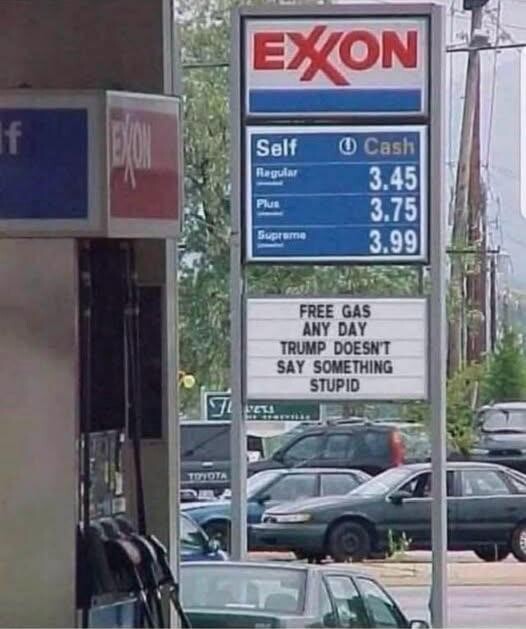 EXXON
Self Cash
Regular 3.45
Plus 3.75
Supreme 3.99
FREE GAS
ANY DAY
TRUMP DOESN'T
SAY SOMETHING
STUPID
lf
EXXON
TOYOTA